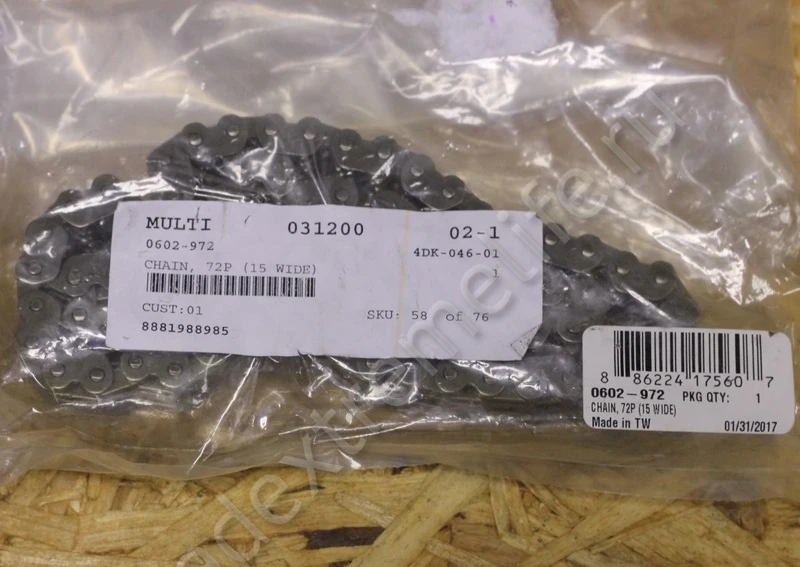 MULTI 031200 02-1
0602-972 4DK-046-01
CHAIN, 72P (15 WIDE) 1
CUST:01 SKU: 58 of 76
8881988985
8 86224 17560 7
0602-972 PKG QTY: 1
CHAIN, 72P (15 WIDE)
Made in TW 01/31/2017
adextremelife.ru